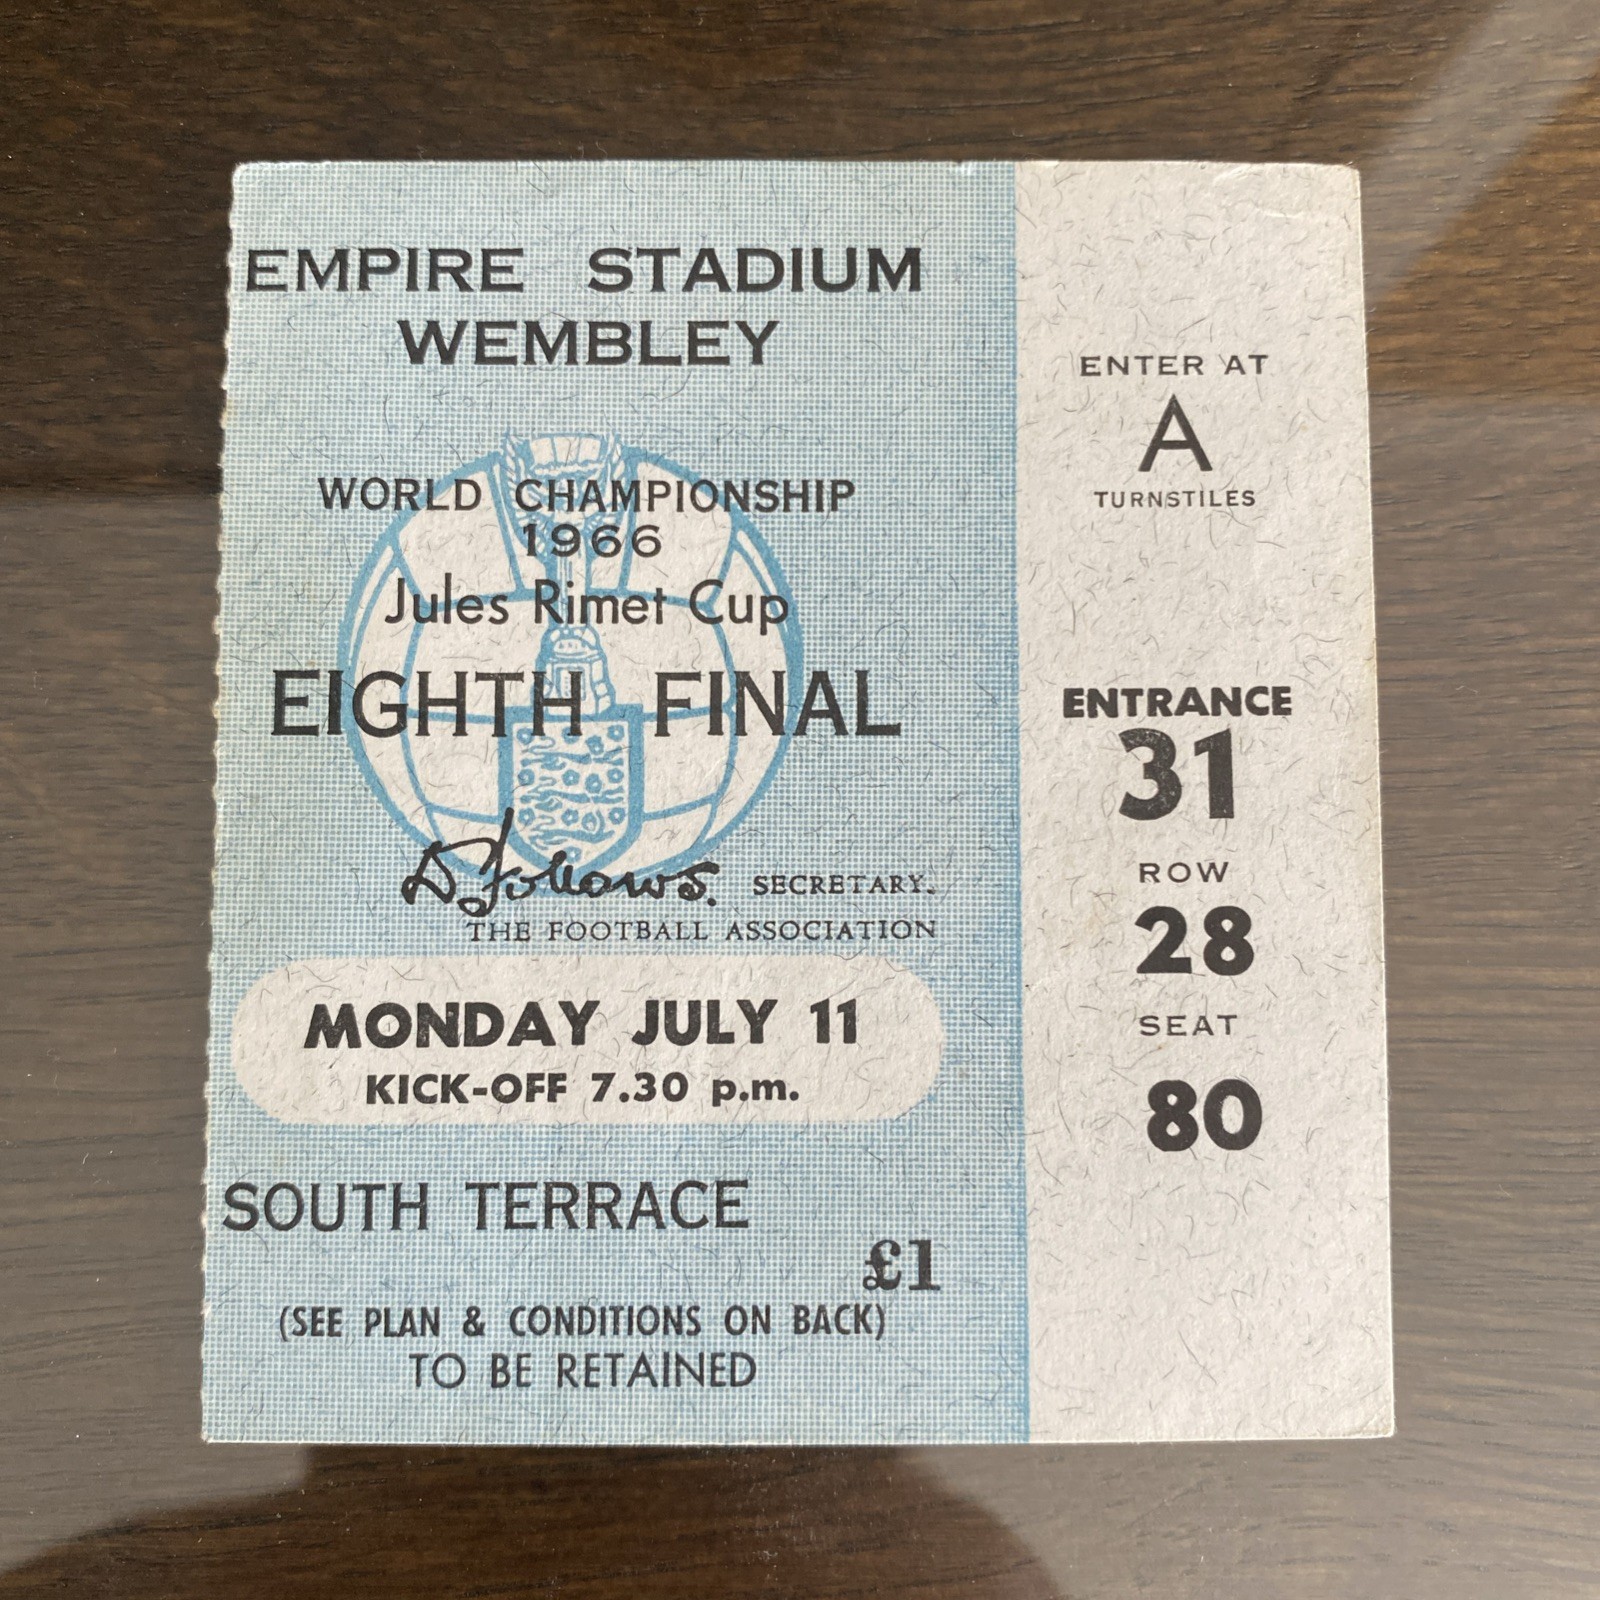 EMPIRE STADIUM
WEMBLEY
WORLD CHAMPIONSHIP
1966
Jules Rimet Cup
EIGHTH FINAL
D. Follows. SECRETARY.
THE FOOTBALL ASSOCIATION
MONDAY JULY 11
KICK-OFF 7.30 p.m.
SOUTH TERRACE
£1
(SEE PLAN & CONDITIONS ON BACK)
TO BE RETAINED
ENTER AT
A
TURNSTILES
ENTRANCE
31
ROW
28
SEAT
80